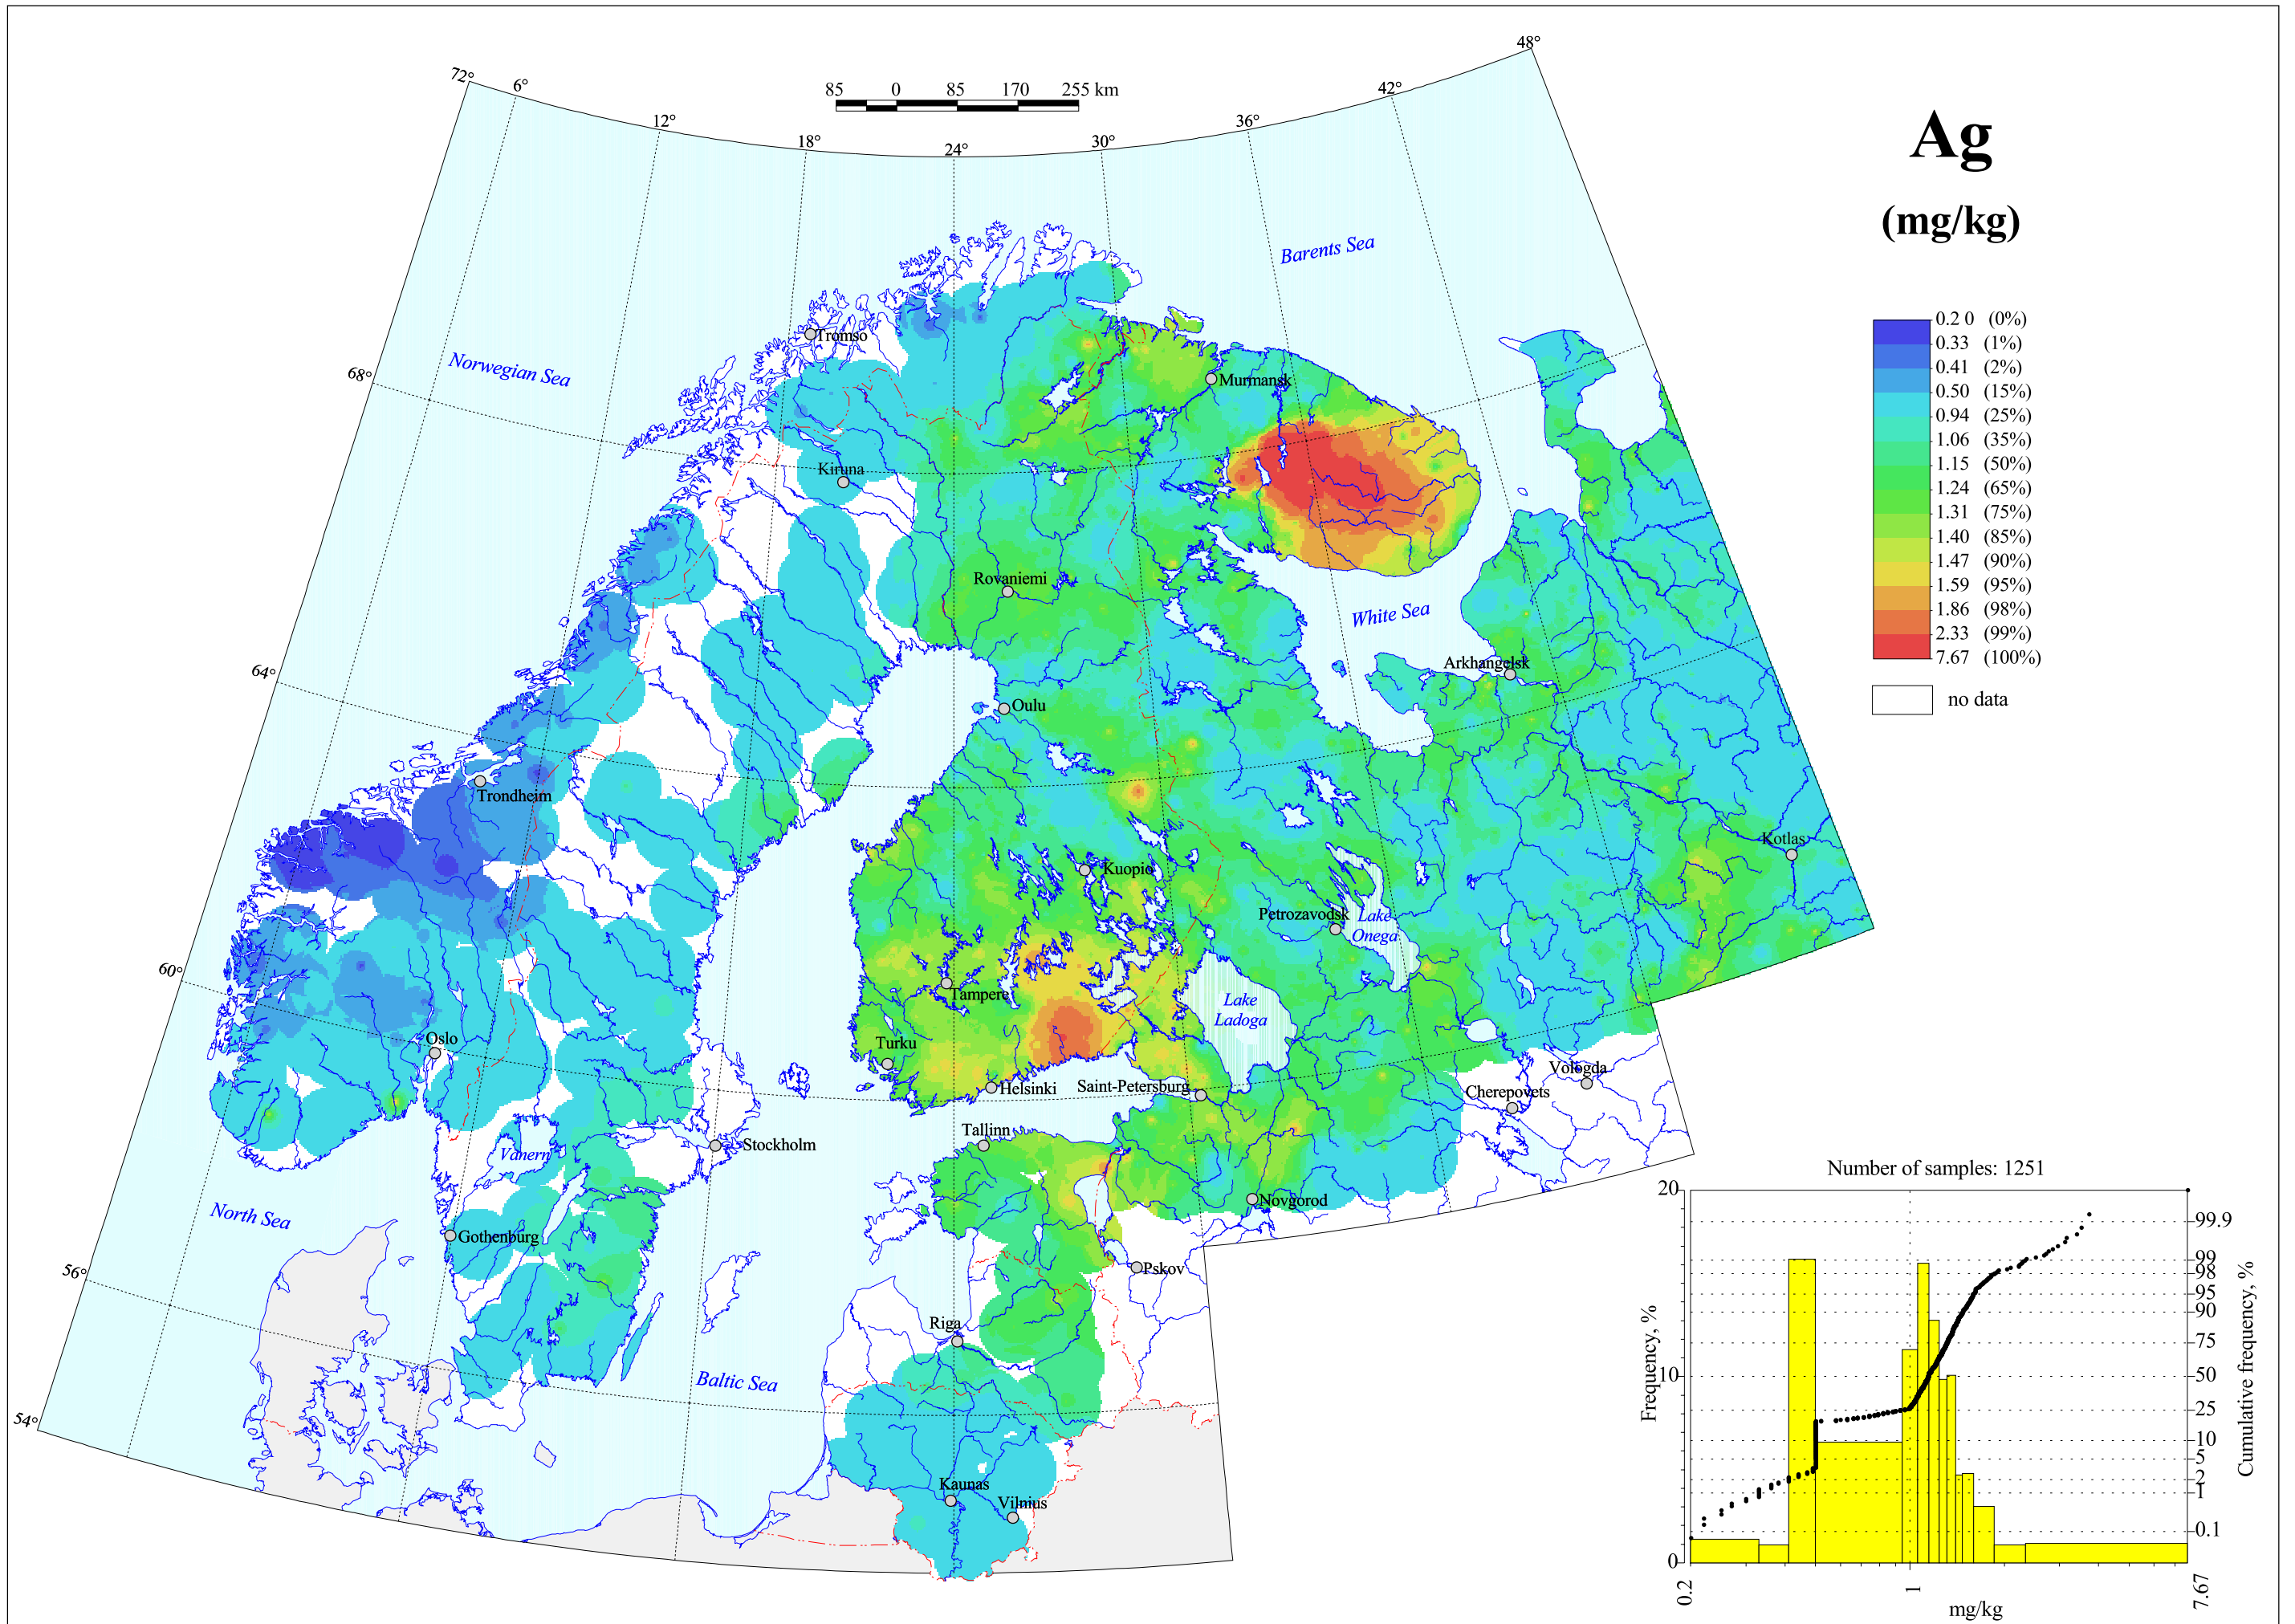 48°
72°
6°
42°
85 0 85 170 255 km
12°
36°
18°
30°
24°
Ag
(mg/kg)
Barents Sea
0.2 0 (0%)
0.33 (1%)
0.41 (2%)
0.50 (15%)
0.94 (25%)
1.06 (35%)
1.15 (50%)
1.24 (65%)
1.31 (75%)
1.40 (85%)
1.47 (90%)
1.59 (95%)
1.86 (98%)
2.33 (99%)
7.67 (100%)
no data
Tromso
Norwegian Sea
68°
Murmansk
Kiruna
Rovaniemi
White Sea
Arkhangelsk
64°
Oulu
Trondheim
Kotlas
Kuopio
Petrozavodsk
Lake
Onega
60°
Tampere
Lake
Ladoga
Oslo
Turku
Helsinki
Saint-Petersburg
Vologda
Cherepovets
Tallinn
Stockholm
Vanern
Novgorod
North Sea
Gothenburg
Pskov
56°
Riga
Baltic Sea
54°
Kaunas
Vilnius
Number of samples: 1251
20
10
0
Frequency, %
99.9
99
98
95
90
75
50
25
10
5
2
1
0.1
Cumulative frequency, %
0.2
1
7.67
mg/kg